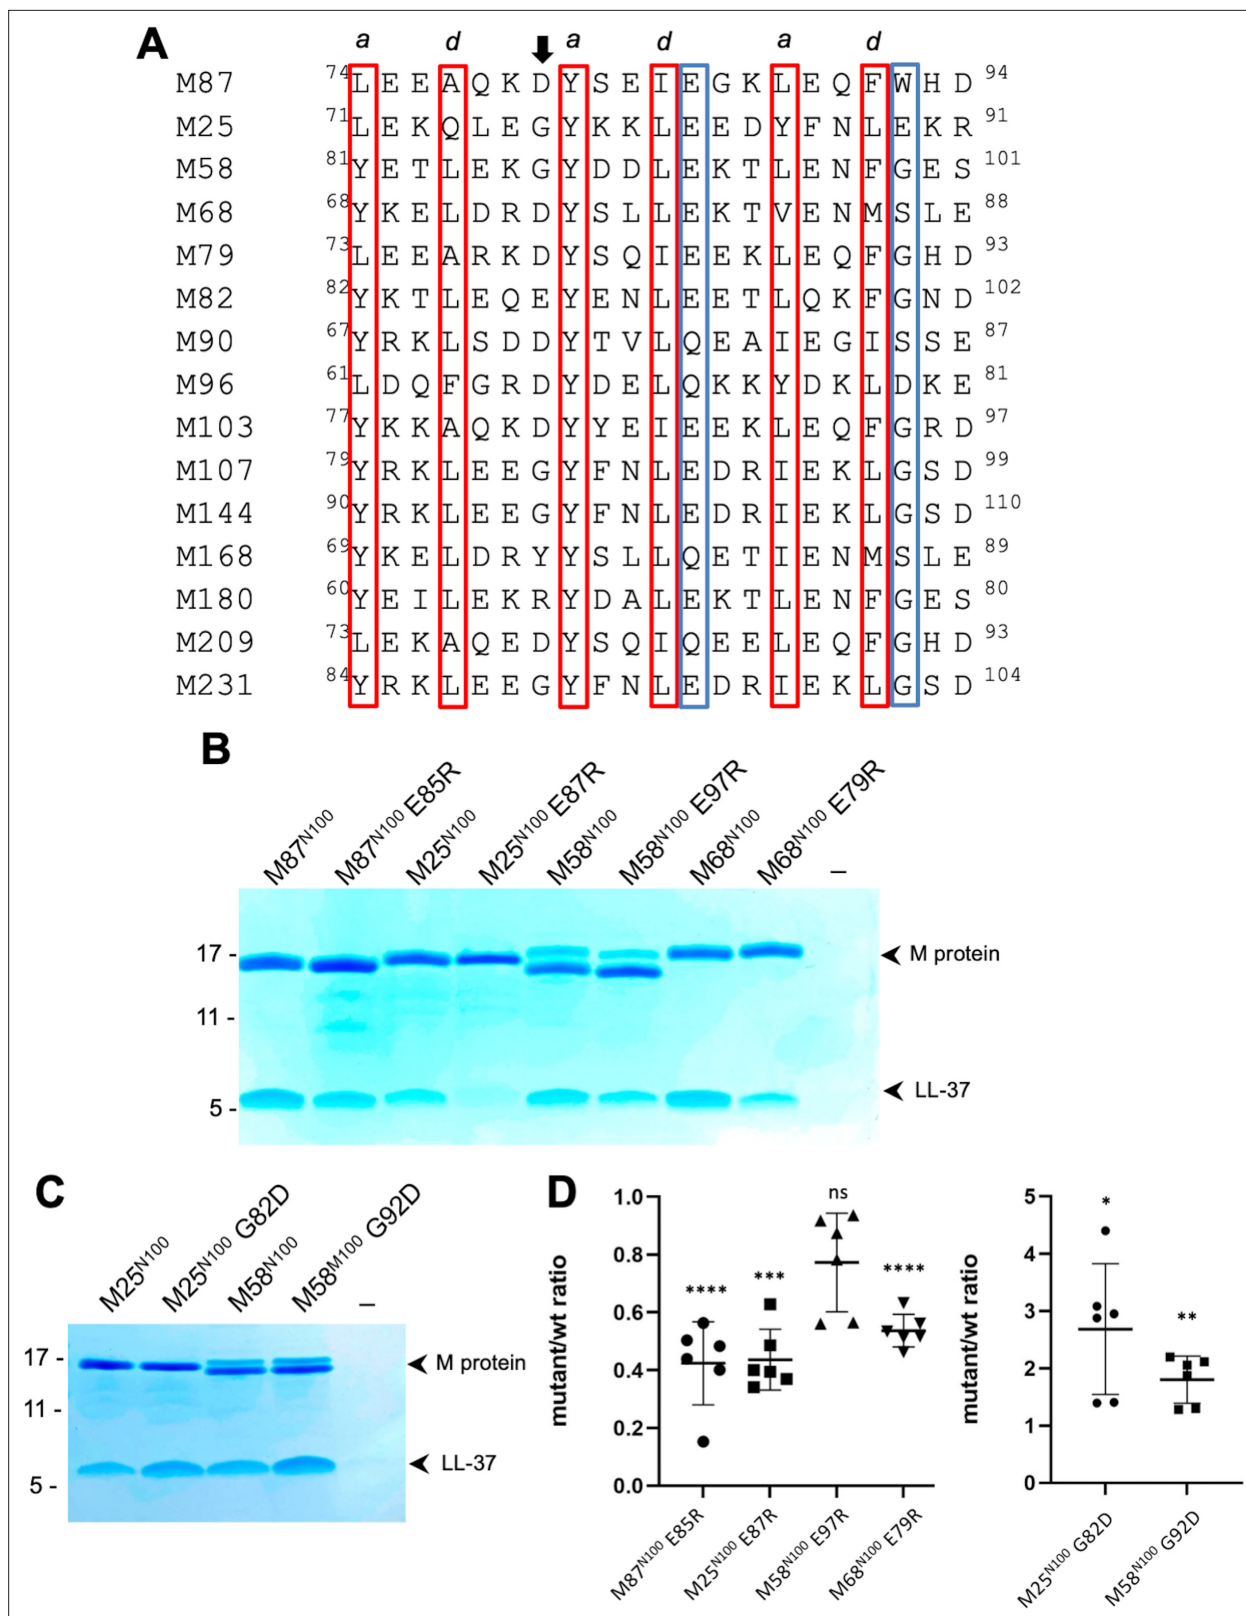 A
a d a d a d
M87 74 L E E A Q K D Y S E I E G K L E Q F W H D 94
M25 71 L E K Q L E G Y K K L E E D Y F N L E K R 91
M58 81 Y E T L E K G Y D D L E K T L E N F G E S 101
M68 68 Y K E L D R D Y S L L E K T V E N M S L E 88
M79 73 L E E A R K D Y S Q I E E K L E Q F G H D 93
M82 82 Y K T L E Q E Y E N L E E T L Q K F G N D 102
M90 67 Y R K L S D D Y T V L Q E A I E G I S S E 87
M96 61 L D Q F G R D Y D E L Q K K Y D K L D K E 81
M103 77 Y K K A Q K D Y Y E I E E K L E Q F G R D 97
M107 79 Y R K L E E G Y F N L E D R I E K L G S D 99
M144 90 Y R K L E E G Y F N L E D R I E K L G S D 110
M168 69 Y K E L D R Y Y S L L Q E T I E N M S L E 89
M180 60 Y E I L E K R Y D A L E K T L E N F G E S 80
M209 73 L E K A Q E D Y S Q I Q E E L E Q F G H D 93
M231 84 Y R K L E E G Y F N L E D R I E K L G S D 104
B
M87N100 M87N100 E85R M25N100 M25N100 E87R M58N100 M58N100 E97R M68N100 M68N100 E79R –
17 - M protein
11 -
5 - LL-37
C
M25N100 M25N100 G82D M58N100 M58M100 G92D –
17 - M protein
11 -
5 - LL-37
D
mutant/wt ratio
1.0
0.8
0.6
0.4
0.2
0.0
**** *** ns ****
M87N100 E85R M25N100 E87R M58N100 E97R M68N100 E79R
mutant/wt ratio
5
4
3
2
1
0
* **
M25N100 G82D M58N100 G92D